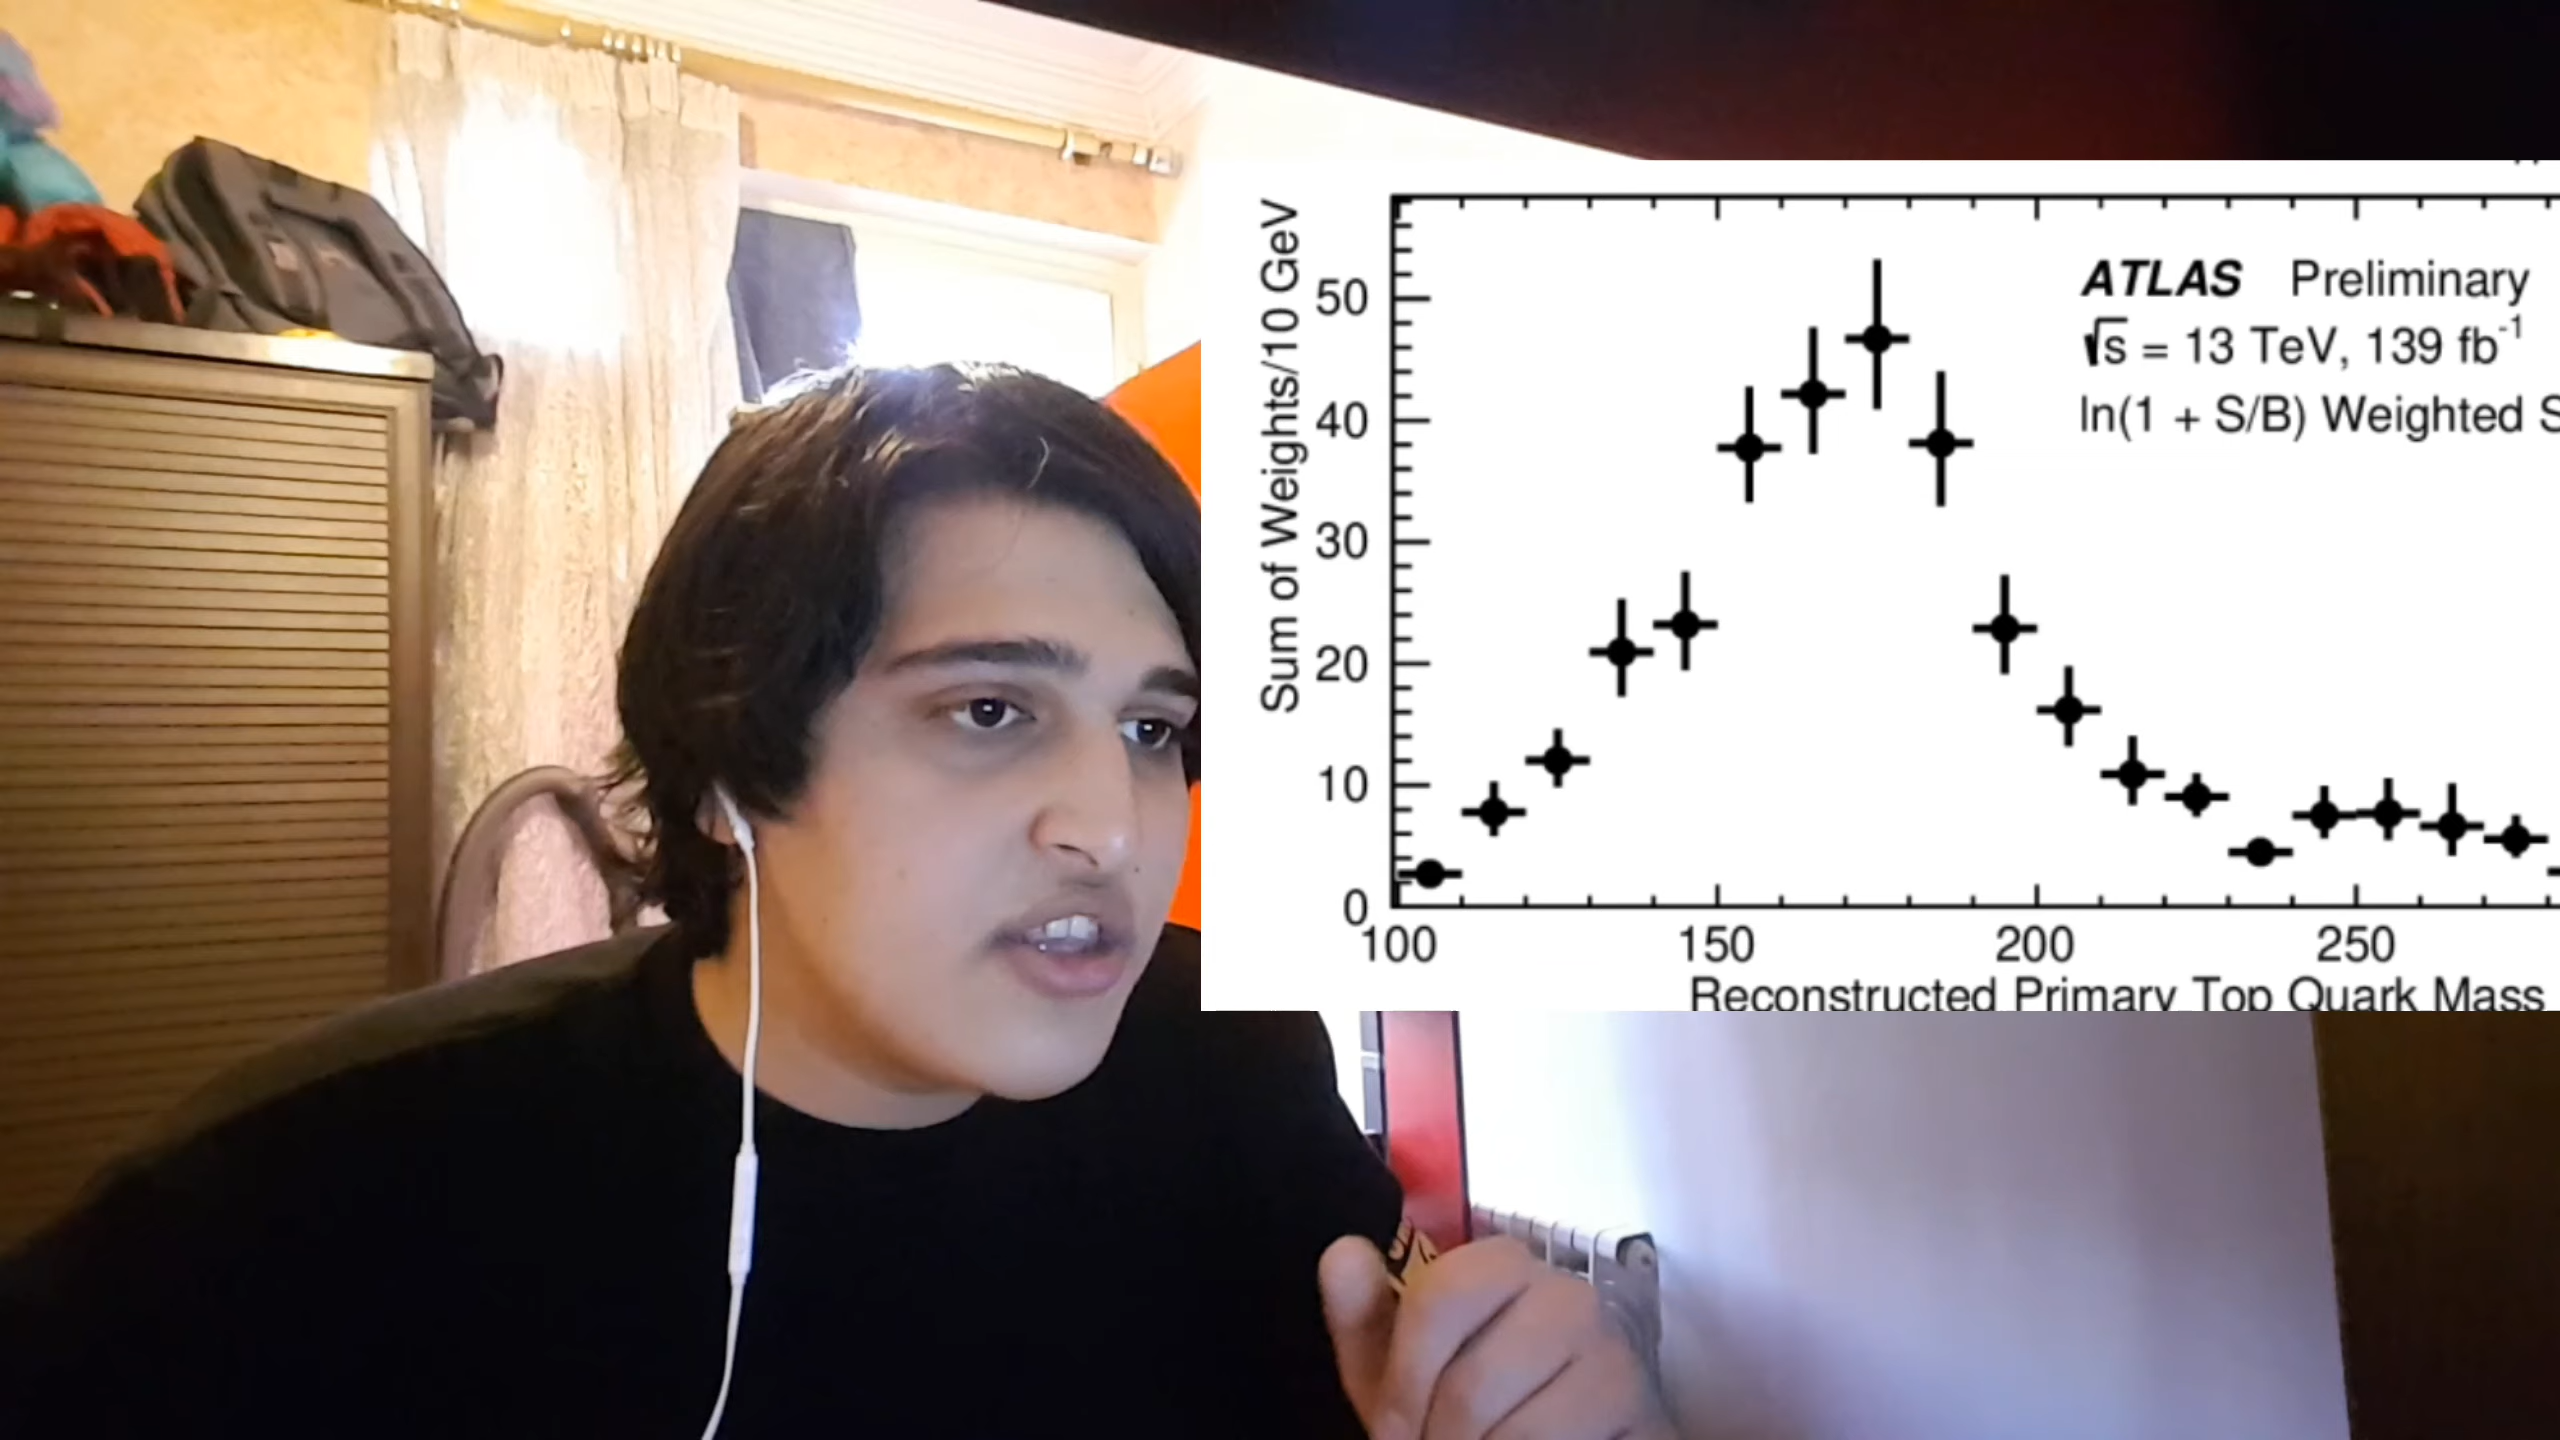 Sum of Weights/10 GeV
50
40
30
20
10
0
100 150 200 250
ATLAS Preliminary
√s = 13 TeV, 139 fb⁻¹
ln(1 + S/B) Weighted S
Reconstructed Primary Top Quark Mass